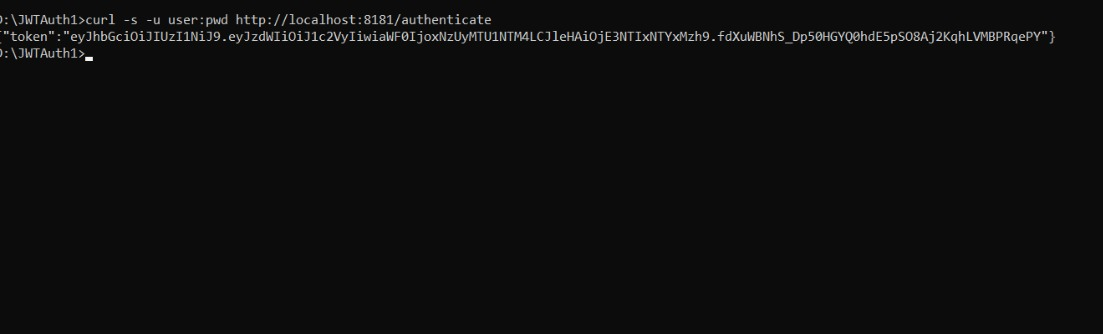 D:\JWTAuth1>curl -s -u user:pwd http://localhost:8181/authenticate
{"token":"eyJhbGciOiJIUzI1NiJ9.eyJzdWIiOiJ1c2VyIiwiaWF0IjoxNzUyMTU1NTM4LCJleHAiOjE3NTIxNTYxMzh9.fdXuWBNhS_Dp50HGYQ0hdE5pSO8Aj2KqhLVMBPRqePY"}
D:\JWTAuth1>